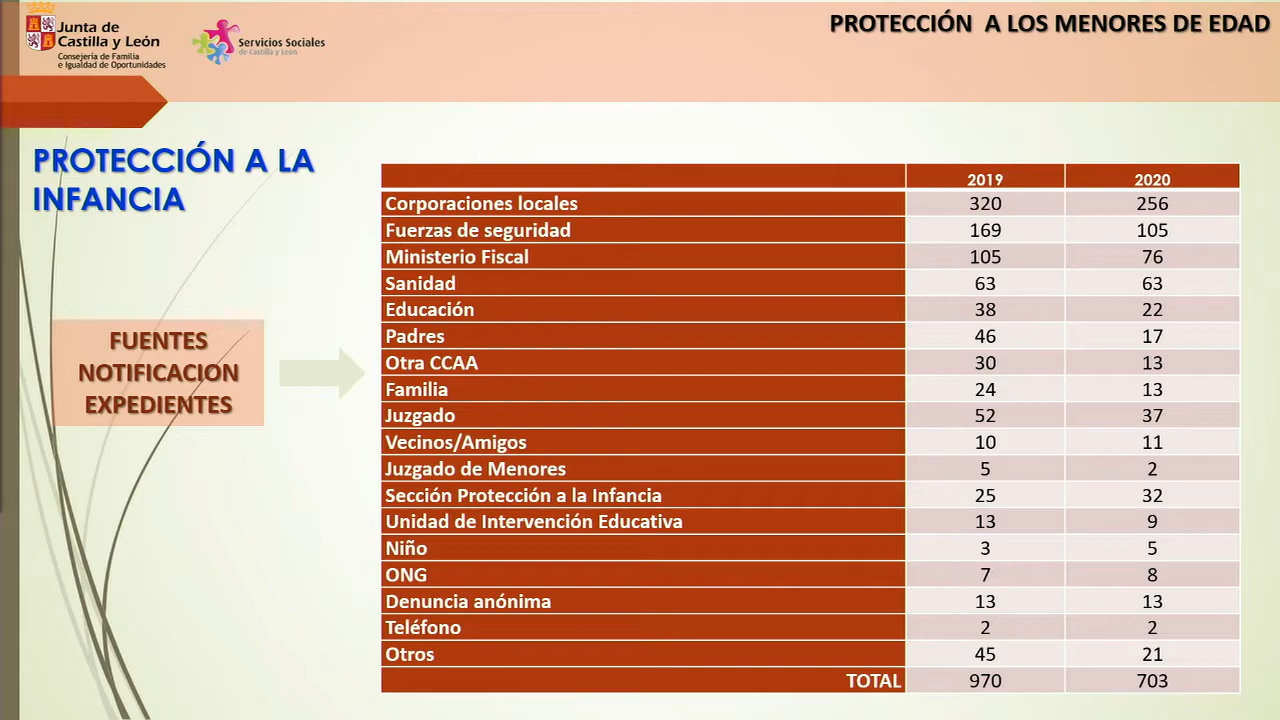 Junta de
Castilla y León
Consejería de Familia
e Igualdad de Oportunidades
Servicios Sociales
de Castilla y León
PROTECCIÓN A LOS MENORES DE EDAD
PROTECCIÓN A LA
INFANCIA
FUENTES
NOTIFICACION
EXPEDIENTES
2019 2020
Corporaciones locales 320 256
Fuerzas de seguridad 169 105
Ministerio Fiscal 105 76
Sanidad 63 63
Educación 38 22
Padres 46 17
Otra CCAA 30 13
Familia 24 13
Juzgado 52 37
Vecinos/Amigos 10 11
Juzgado de Menores 5 2
Sección Protección a la Infancia 25 32
Unidad de Intervención Educativa 13 9
Niño 3 5
ONG 7 8
Denuncia anónima 13 13
Teléfono 2 2
Otros 45 21
TOTAL 970 703